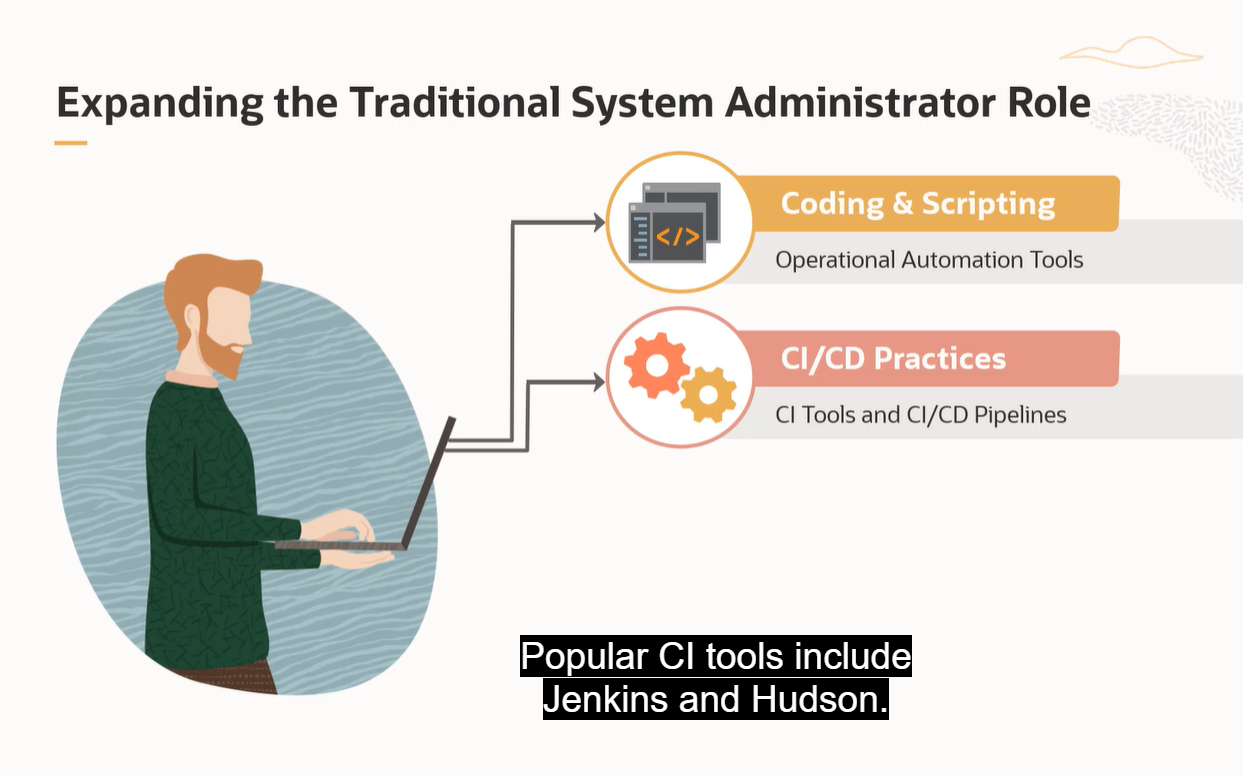 Expanding the Traditional System Administrator Role
</>
Coding & Scripting
Operational Automation Tools
CI/CD Practices
CI Tools and CI/CD Pipelines
Popular CI tools include
Jenkins and Hudson.